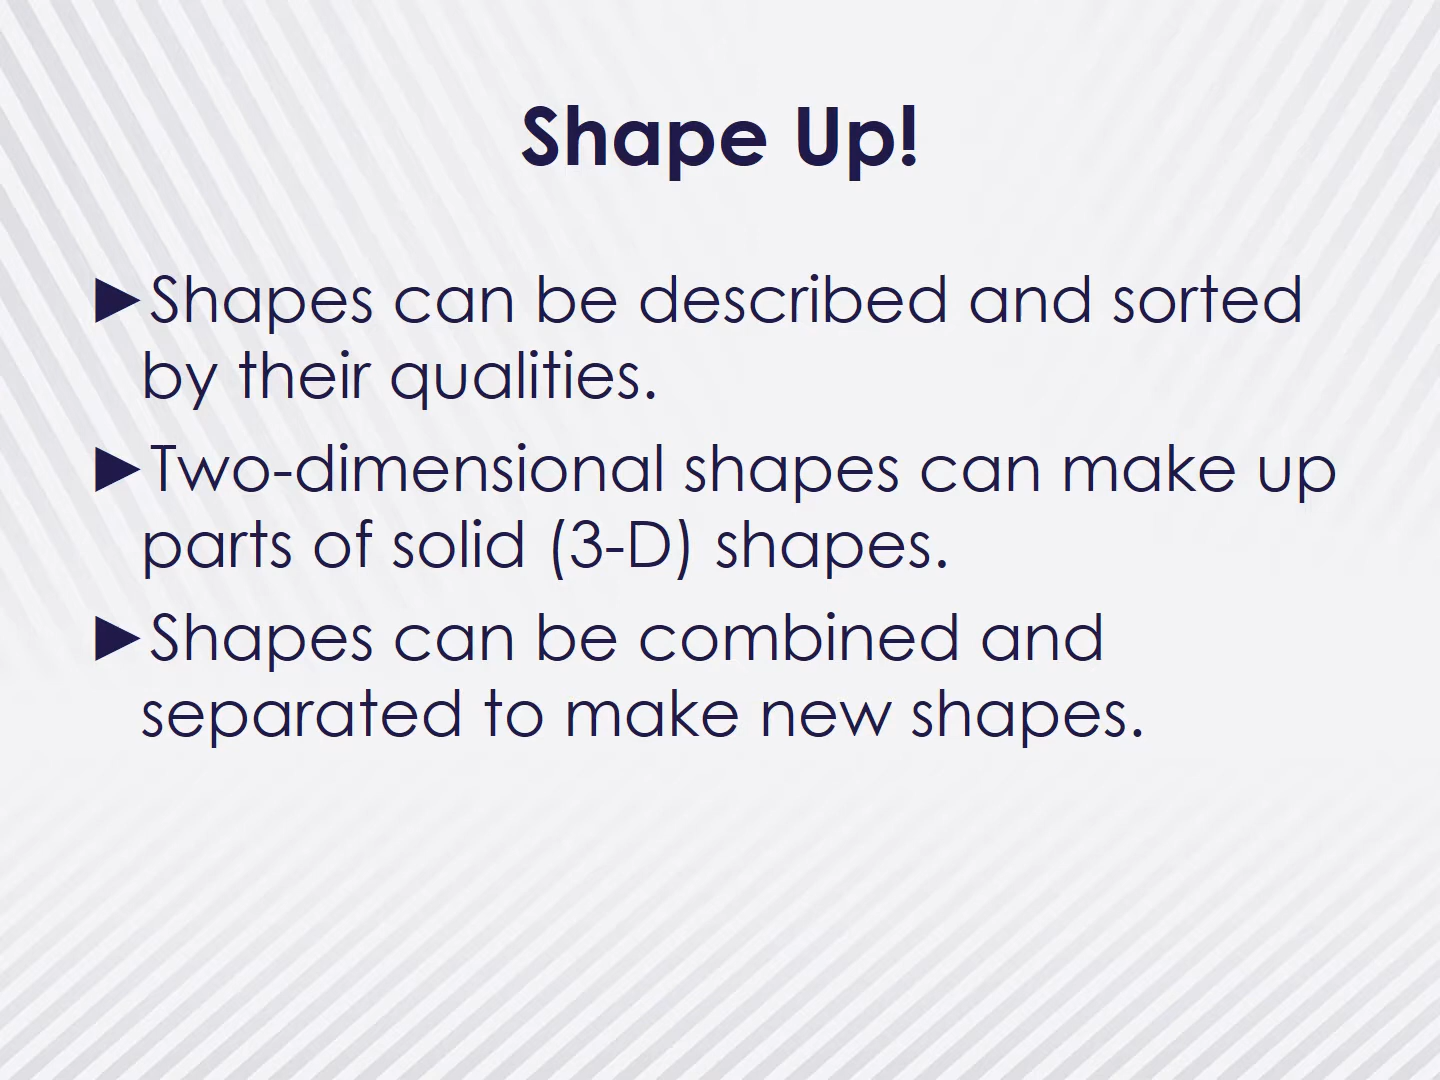 Shape Up!
►Shapes can be described and sorted
by their qualities.
►Two-dimensional shapes can make up
parts of solid (3-D) shapes.
►Shapes can be combined and
separated to make new shapes.